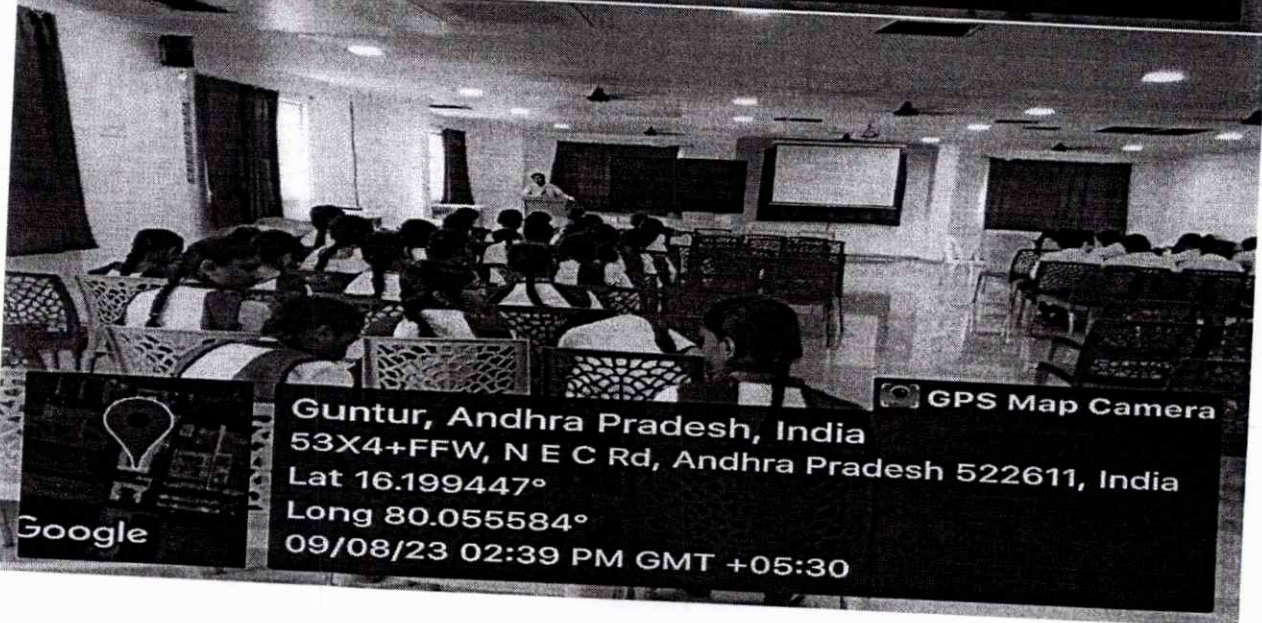 GPS Map Camera
Guntur, Andhra Pradesh, India
53X4+FFW, N E C Rd, Andhra Pradesh 522611, India
Lat 16.199447°
Long 80.055584°
09/08/23 02:39 PM GMT +05:30
Google